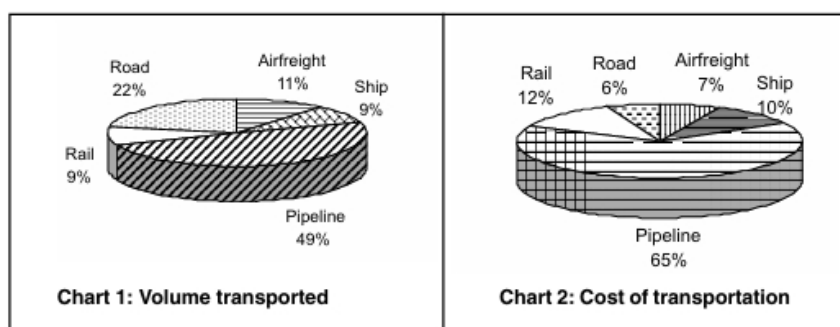 Road
22%
Airfreight
11%
Ship
9%
Rail
9%
Pipeline
49%
Chart 1: Volume transported
Rail
12%
Road
6%
Airfreight
7%
Ship
10%
Pipeline
65%
Chart 2: Cost of transportation